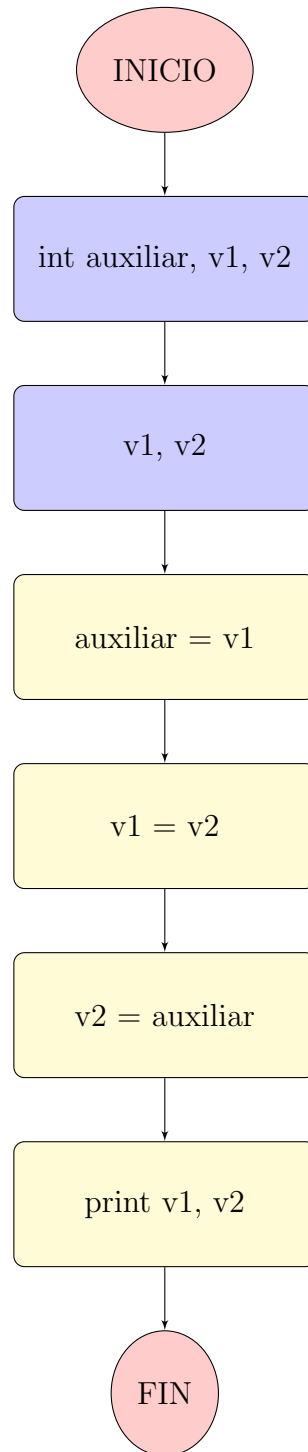 INICIO
int auxiliar, v1, v2
v1, v2
auxiliar = v1
v1 = v2
v2 = auxiliar
print v1, v2
FIN